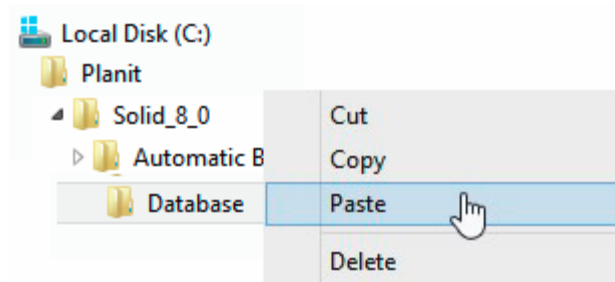 Local Disk (C:)
Planit
Solid_8_0
Cut
Automatic B
Copy
Database
Paste
Delete